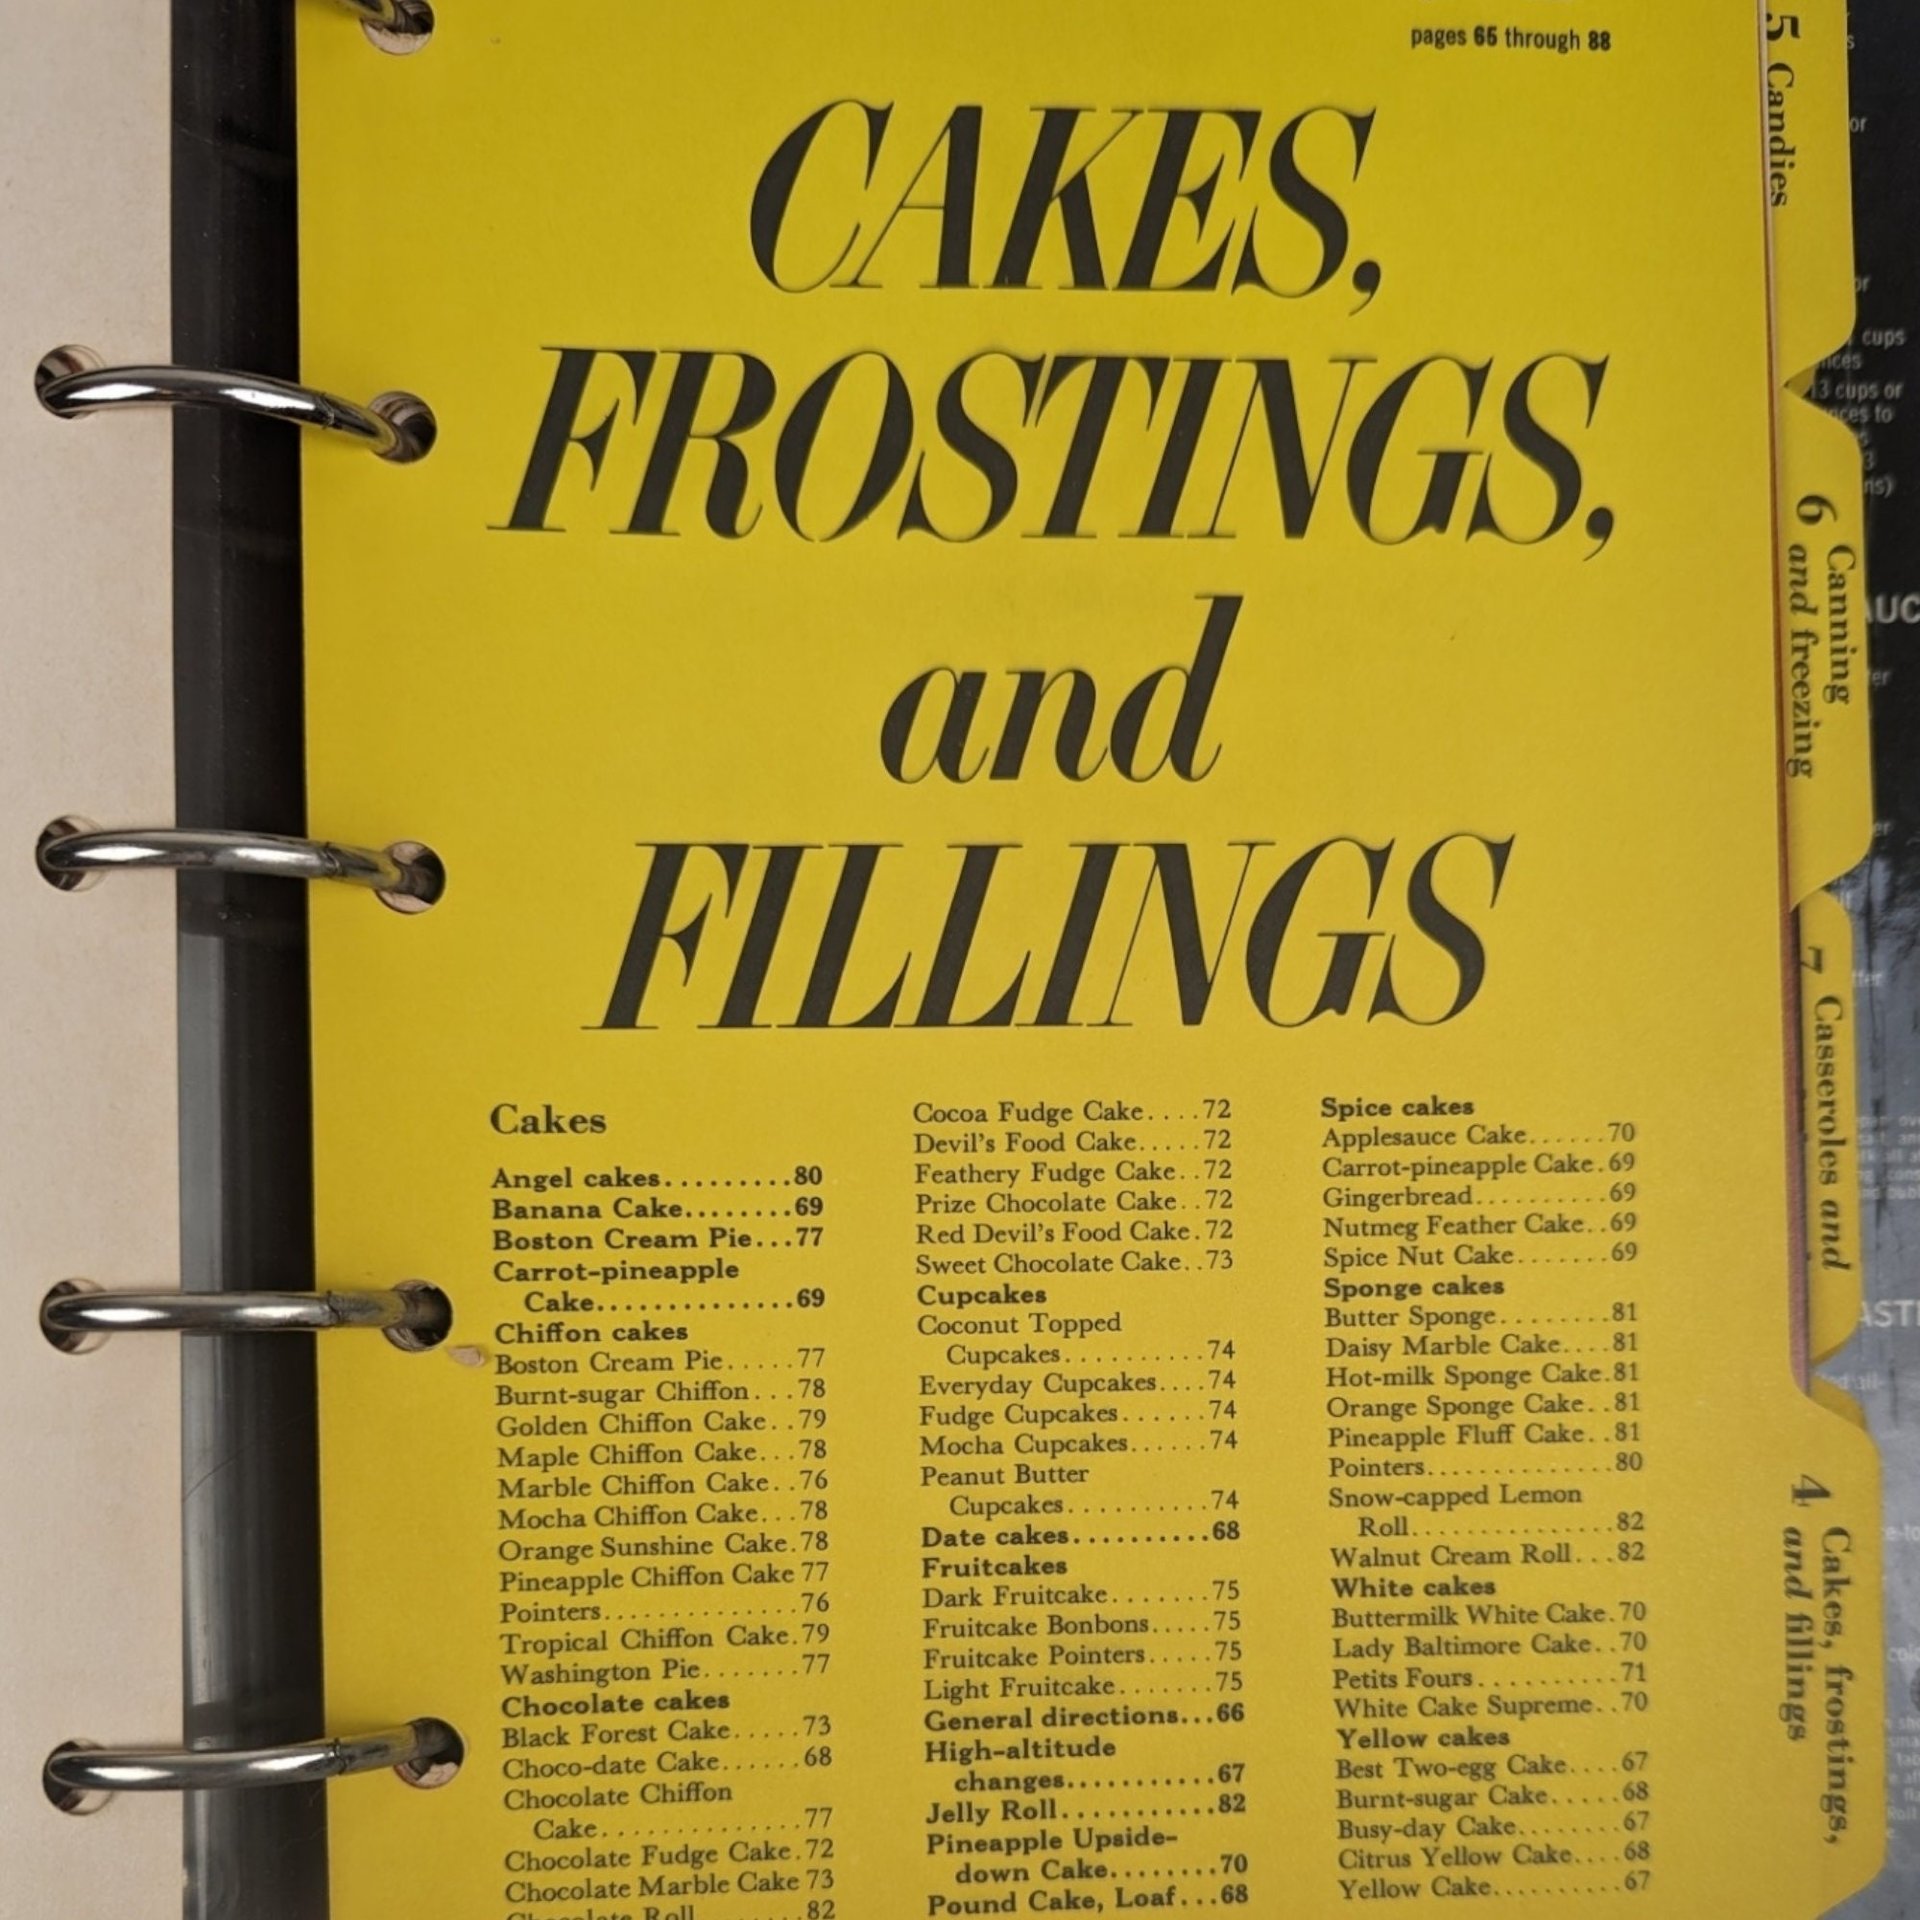 pages 65 through 88
CAKES,
FROSTINGS,
and
FILLINGS
Cakes
Angel cakes.........80
Banana Cake........69
Boston Cream Pie...77
Carrot-pineapple
Cake..............69
Chiffon cakes
Boston Cream Pie.....77
Burnt-sugar Chiffon...78
Golden Chiffon Cake..79
Maple Chiffon Cake...78
Marble Chiffon Cake..76
Mocha Chiffon Cake...78
Orange Sunshine Cake.78
Pineapple Chiffon Cake 77
Pointers..............76
Tropical Chiffon Cake.79
Washington Pie.......77
Chocolate cakes
Black Forest Cake.....73
Choco-date Cake......68
Chocolate Chiffon
Cake..............77
Chocolate Fudge Cake.72
Chocolate Marble Cake 73
Chocolate Roll........82
Cocoa Fudge Cake....72
Devil's Food Cake.....72
Feathery Fudge Cake..72
Prize Chocolate Cake..72
Red Devil's Food Cake.72
Sweet Chocolate Cake..73
Cupcakes
Coconut Topped
Cupcakes..........74
Everyday Cupcakes....74
Fudge Cupcakes......74
Mocha Cupcakes......74
Peanut Butter
Cupcakes..........74
Date cakes..........68
Fruitcakes
Dark Fruitcake.......75
Fruitcake Bonbons.....75
Fruitcake Pointers.....75
Light Fruitcake.......75
General directions...66
High-altitude
changes...........67
Jelly Roll...........82
Pineapple Upside-
down Cake........70
Pound Cake, Loaf...68
Spice cakes
Applesauce Cake......70
Carrot-pineapple Cake.69
Gingerbread..........69
Nutmeg Feather Cake..69
Spice Nut Cake.......69
Sponge cakes
Butter Sponge........81
Daisy Marble Cake....81
Hot-milk Sponge Cake.81
Orange Sponge Cake..81
Pineapple Fluff Cake..81
Pointers..............80
Snow-capped Lemon
Roll...............82
Walnut Cream Roll...82
White cakes
Buttermilk White Cake.70
Lady Baltimore Cake..70
Petits Fours..........71
White Cake Supreme..70
Yellow cakes
Best Two-egg Cake....67
Burnt-sugar Cake.....68
Busy-day Cake........67
Citrus Yellow Cake....68
Yellow Cake..........67
5 Candies
6 Canning
and freezing
7 Casseroles and
4 Cakes, frostings,
and fillings
cups
13 cups or